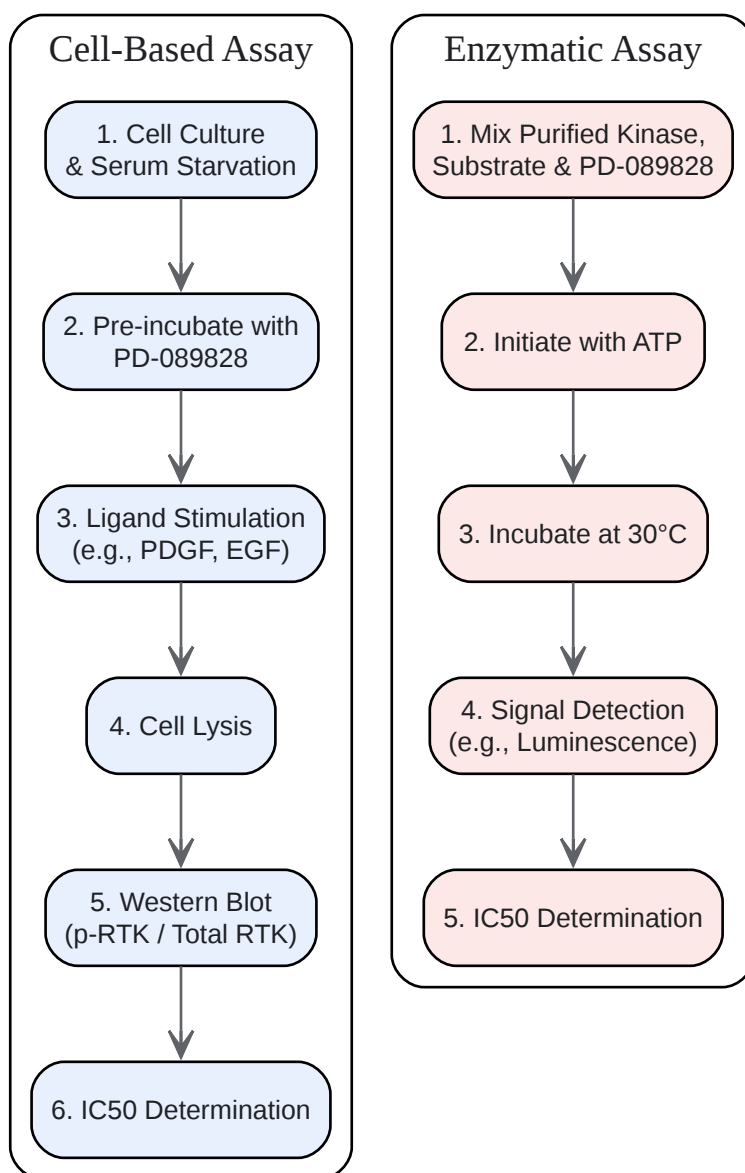 Cell-Based Assay
1. Cell Culture
& Serum Starvation
2. Pre-incubate with
PD-089828
3. Ligand Stimulation
(e.g., PDGF, EGF)
4. Cell Lysis
5. Western Blot
(p-RTK / Total RTK)
6. IC50 Determination
Enzymatic Assay
1. Mix Purified Kinase,
Substrate & PD-089828
2. Initiate with ATP
3. Incubate at 30°C
4. Signal Detection
(e.g., Luminescence)
5. IC50 Determination